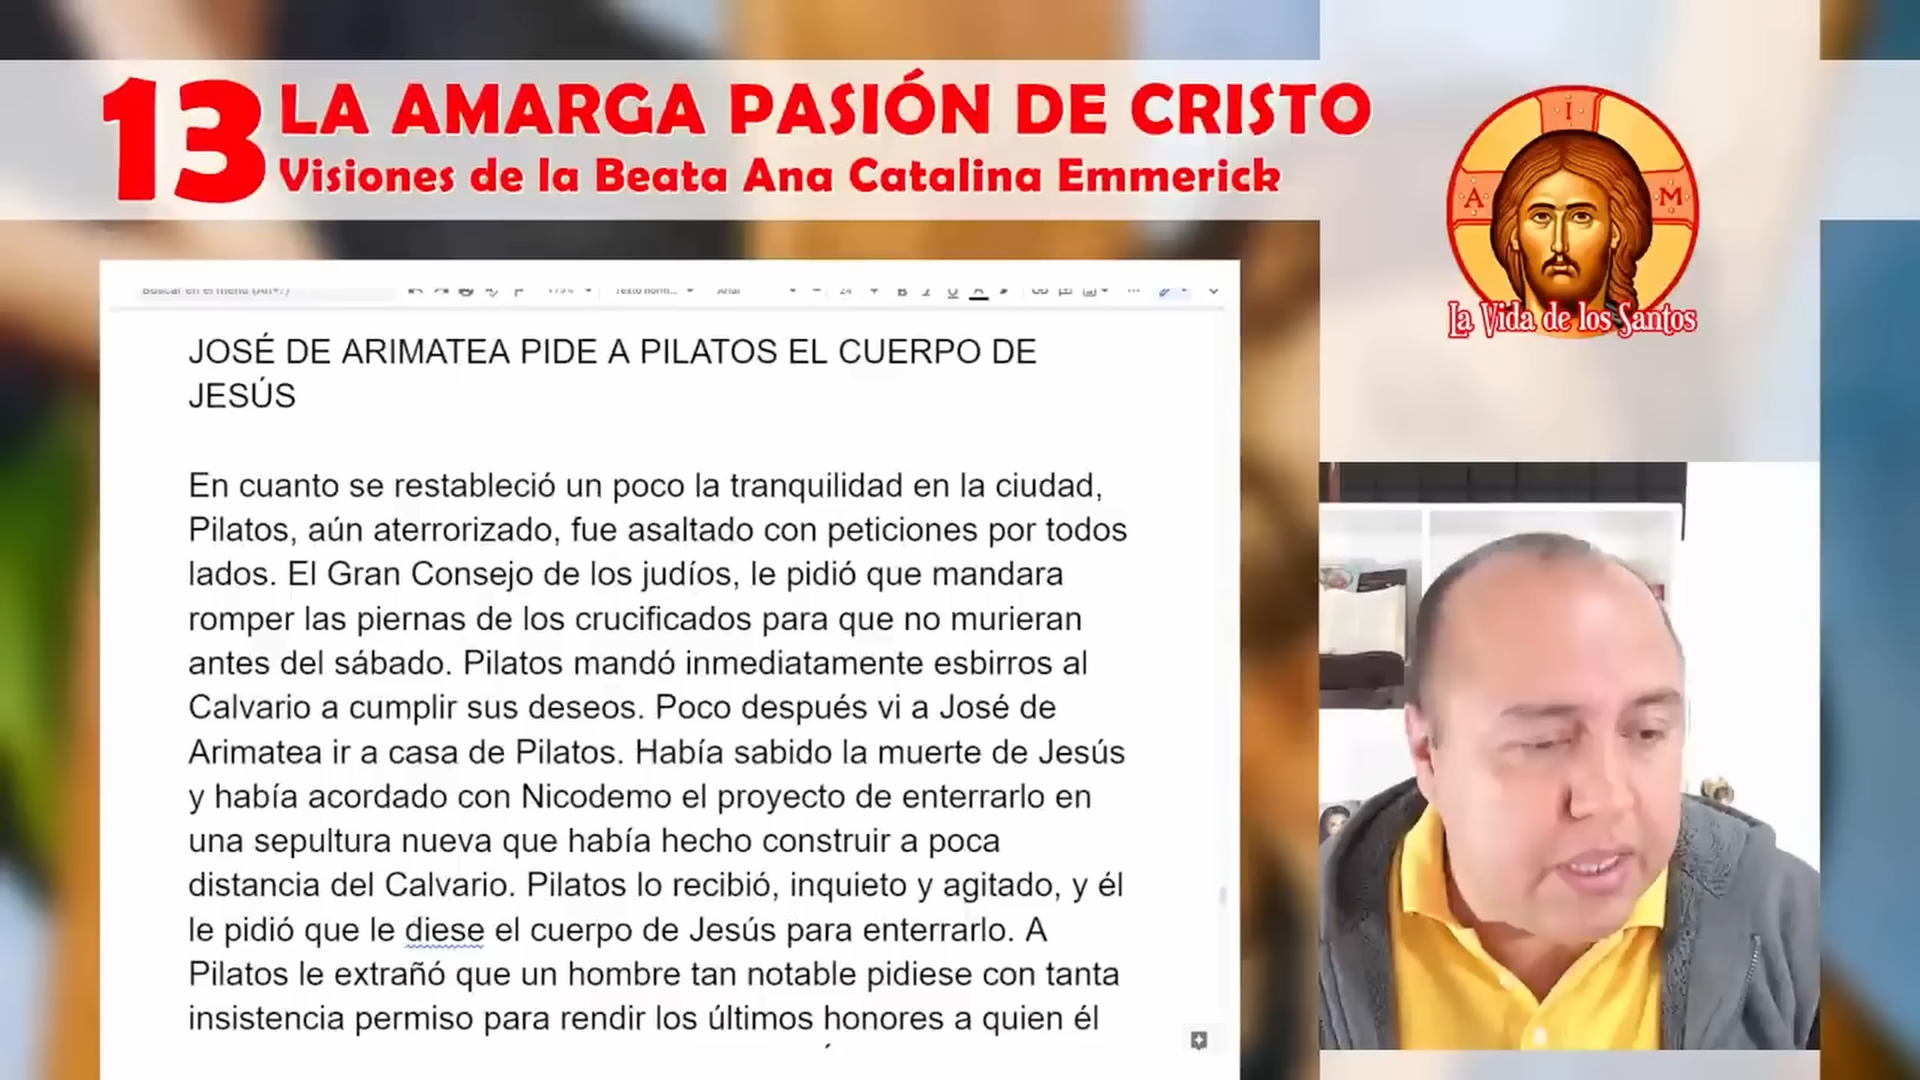 13 LA AMARGA PASIÓN DE CRISTO
Visiones de la Beata Ana Catalina Emmerick
I
A
M
La Vida de los Santos
JOSÉ DE ARIMATEA PIDE A PILATOS EL CUERPO DE
JESÚS
En cuanto se restableció un poco la tranquilidad en la ciudad,
Pilatos, aún aterrorizado, fue asaltado con peticiones por todos
lados. El Gran Consejo de los judíos, le pidió que mandara
romper las piernas de los crucificados para que no murieran
antes del sábado. Pilatos mandó inmediatamente esbirros al
Calvario a cumplir sus deseos. Poco después vi a José de
Arimatea ir a casa de Pilatos. Había sabido la muerte de Jesús
y había acordado con Nicodemo el proyecto de enterrarlo en
una sepultura nueva que había hecho construir a poca
distancia del Calvario. Pilatos lo recibió, inquieto y agitado, y él
le pidió que le diese el cuerpo de Jesús para enterrarlo. A
Pilatos le extrañó que un hombre tan notable pidiese con tanta
insistencia permiso para rendir los últimos honores a quien él